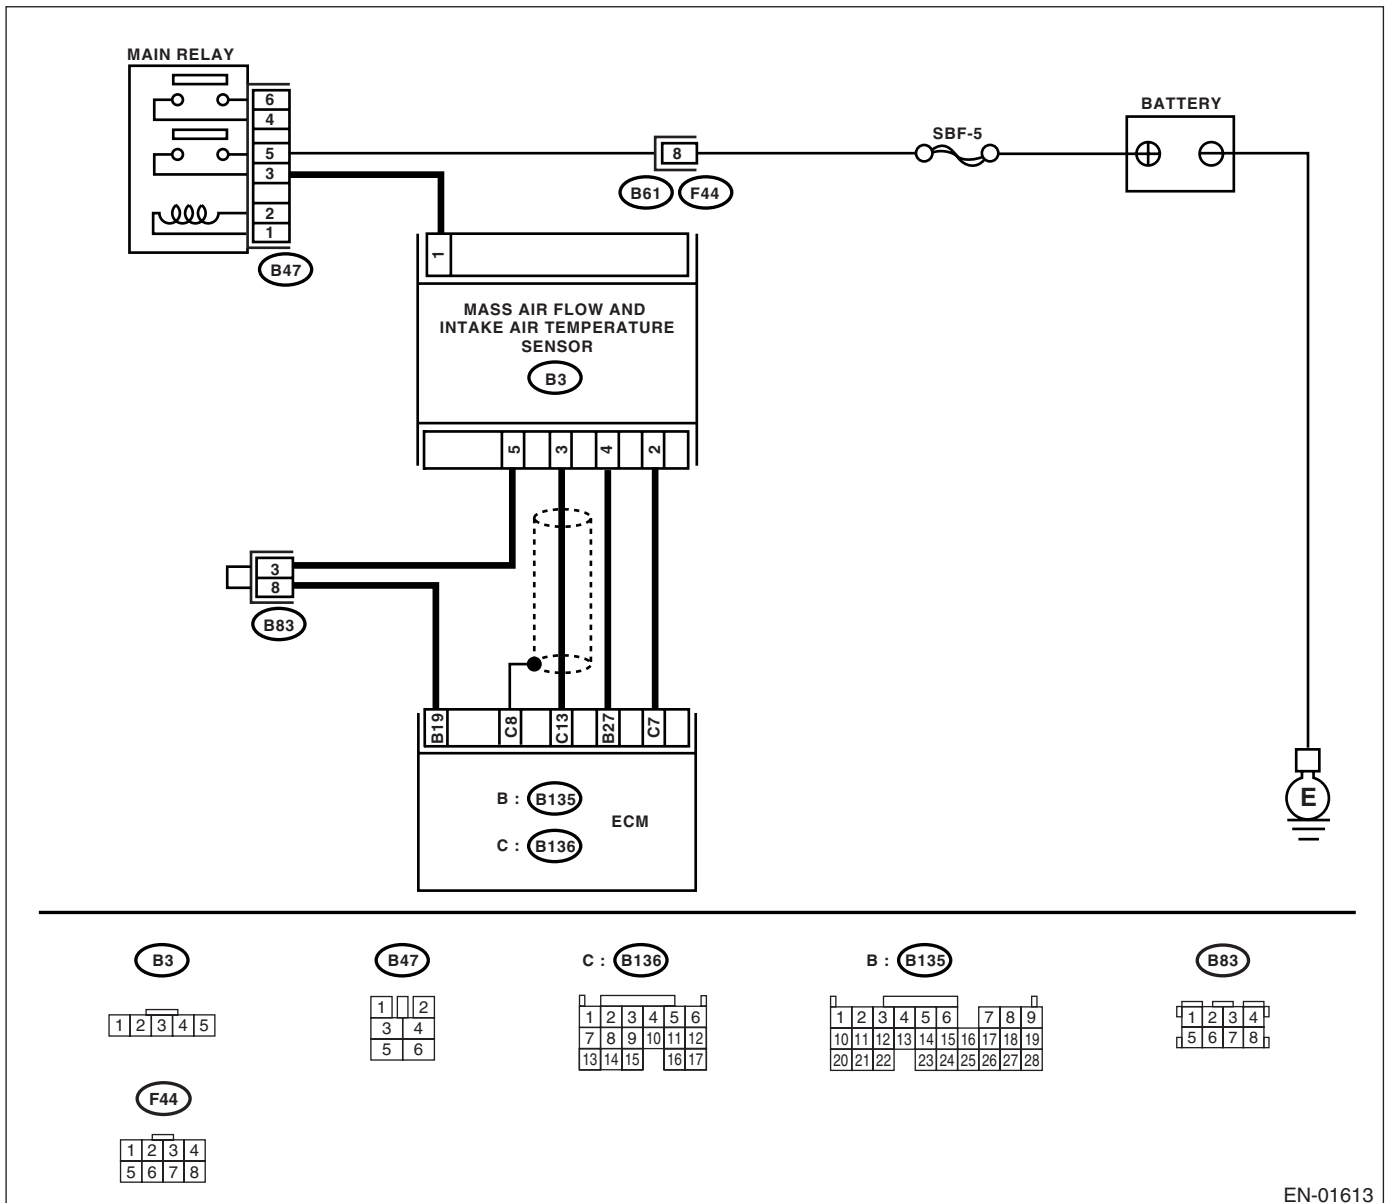 MAIN RELAY
6
4
5
3
2
1
B47
8
B61 F44
SBF-5
BATTERY
1
MASS AIR FLOW AND
INTAKE AIR TEMPERATURE
SENSOR
B3
5 3 4 2
3
8
B83
B19 C8 C13 B27 C7
B : B135
ECM
C : B136
E
B3
1 2 3 4 5
B47
1 2
3 4
5 6
C : B136
1 2 3 4 5 6
7 8 9 10 11 12
13 14 15 16 17
B : B135
1 2 3 4 5 6 7 8 9
10 11 12 13 14 15 16 17 18 19
20 21 22 23 24 25 26 27 28
B83
1 2 3 4
5 6 7 8
F44
1 2 3 4
5 6 7 8
EN-01613